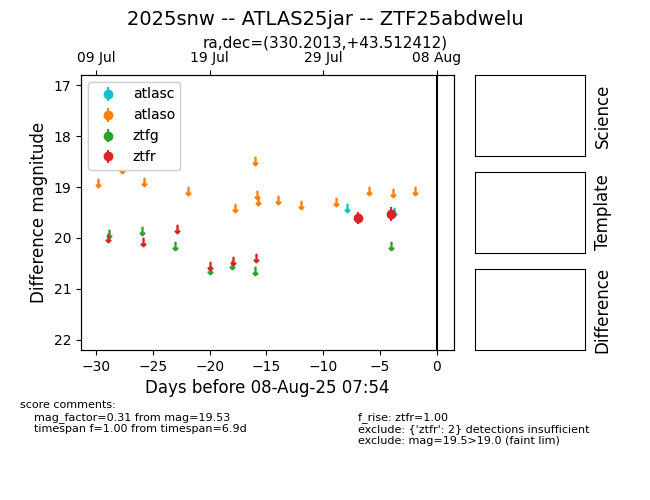 2025snw -- ATLAS25jar -- ZTF25abdwelu
ra,dec=(330.2013,+43.512412)
09 Jul 19 Jul 29 Jul 08 Aug
atlasc
atlaso
ztfg
ztfr
17
18
19
20
21
22
Difference magnitude
−30 −25 −20 −15 −10 −5 0
Days before 08-Aug-25 07:54
Science
Template
Difference
score comments:
mag_factor=0.31 from mag=19.53
timespan f=1.00 from timespan=6.9d
f_rise: ztfr=1.00
exclude: {'ztfr': 2} detections insufficient
exclude: mag=19.5>19.0 (faint lim)